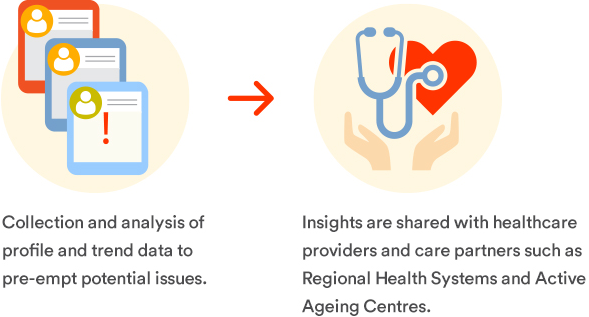 !
Collection and analysis of
profile and trend data to
pre-empt potential issues.
Insights are shared with healthcare
providers and care partners such as
Regional Health Systems and Active
Ageing Centres.